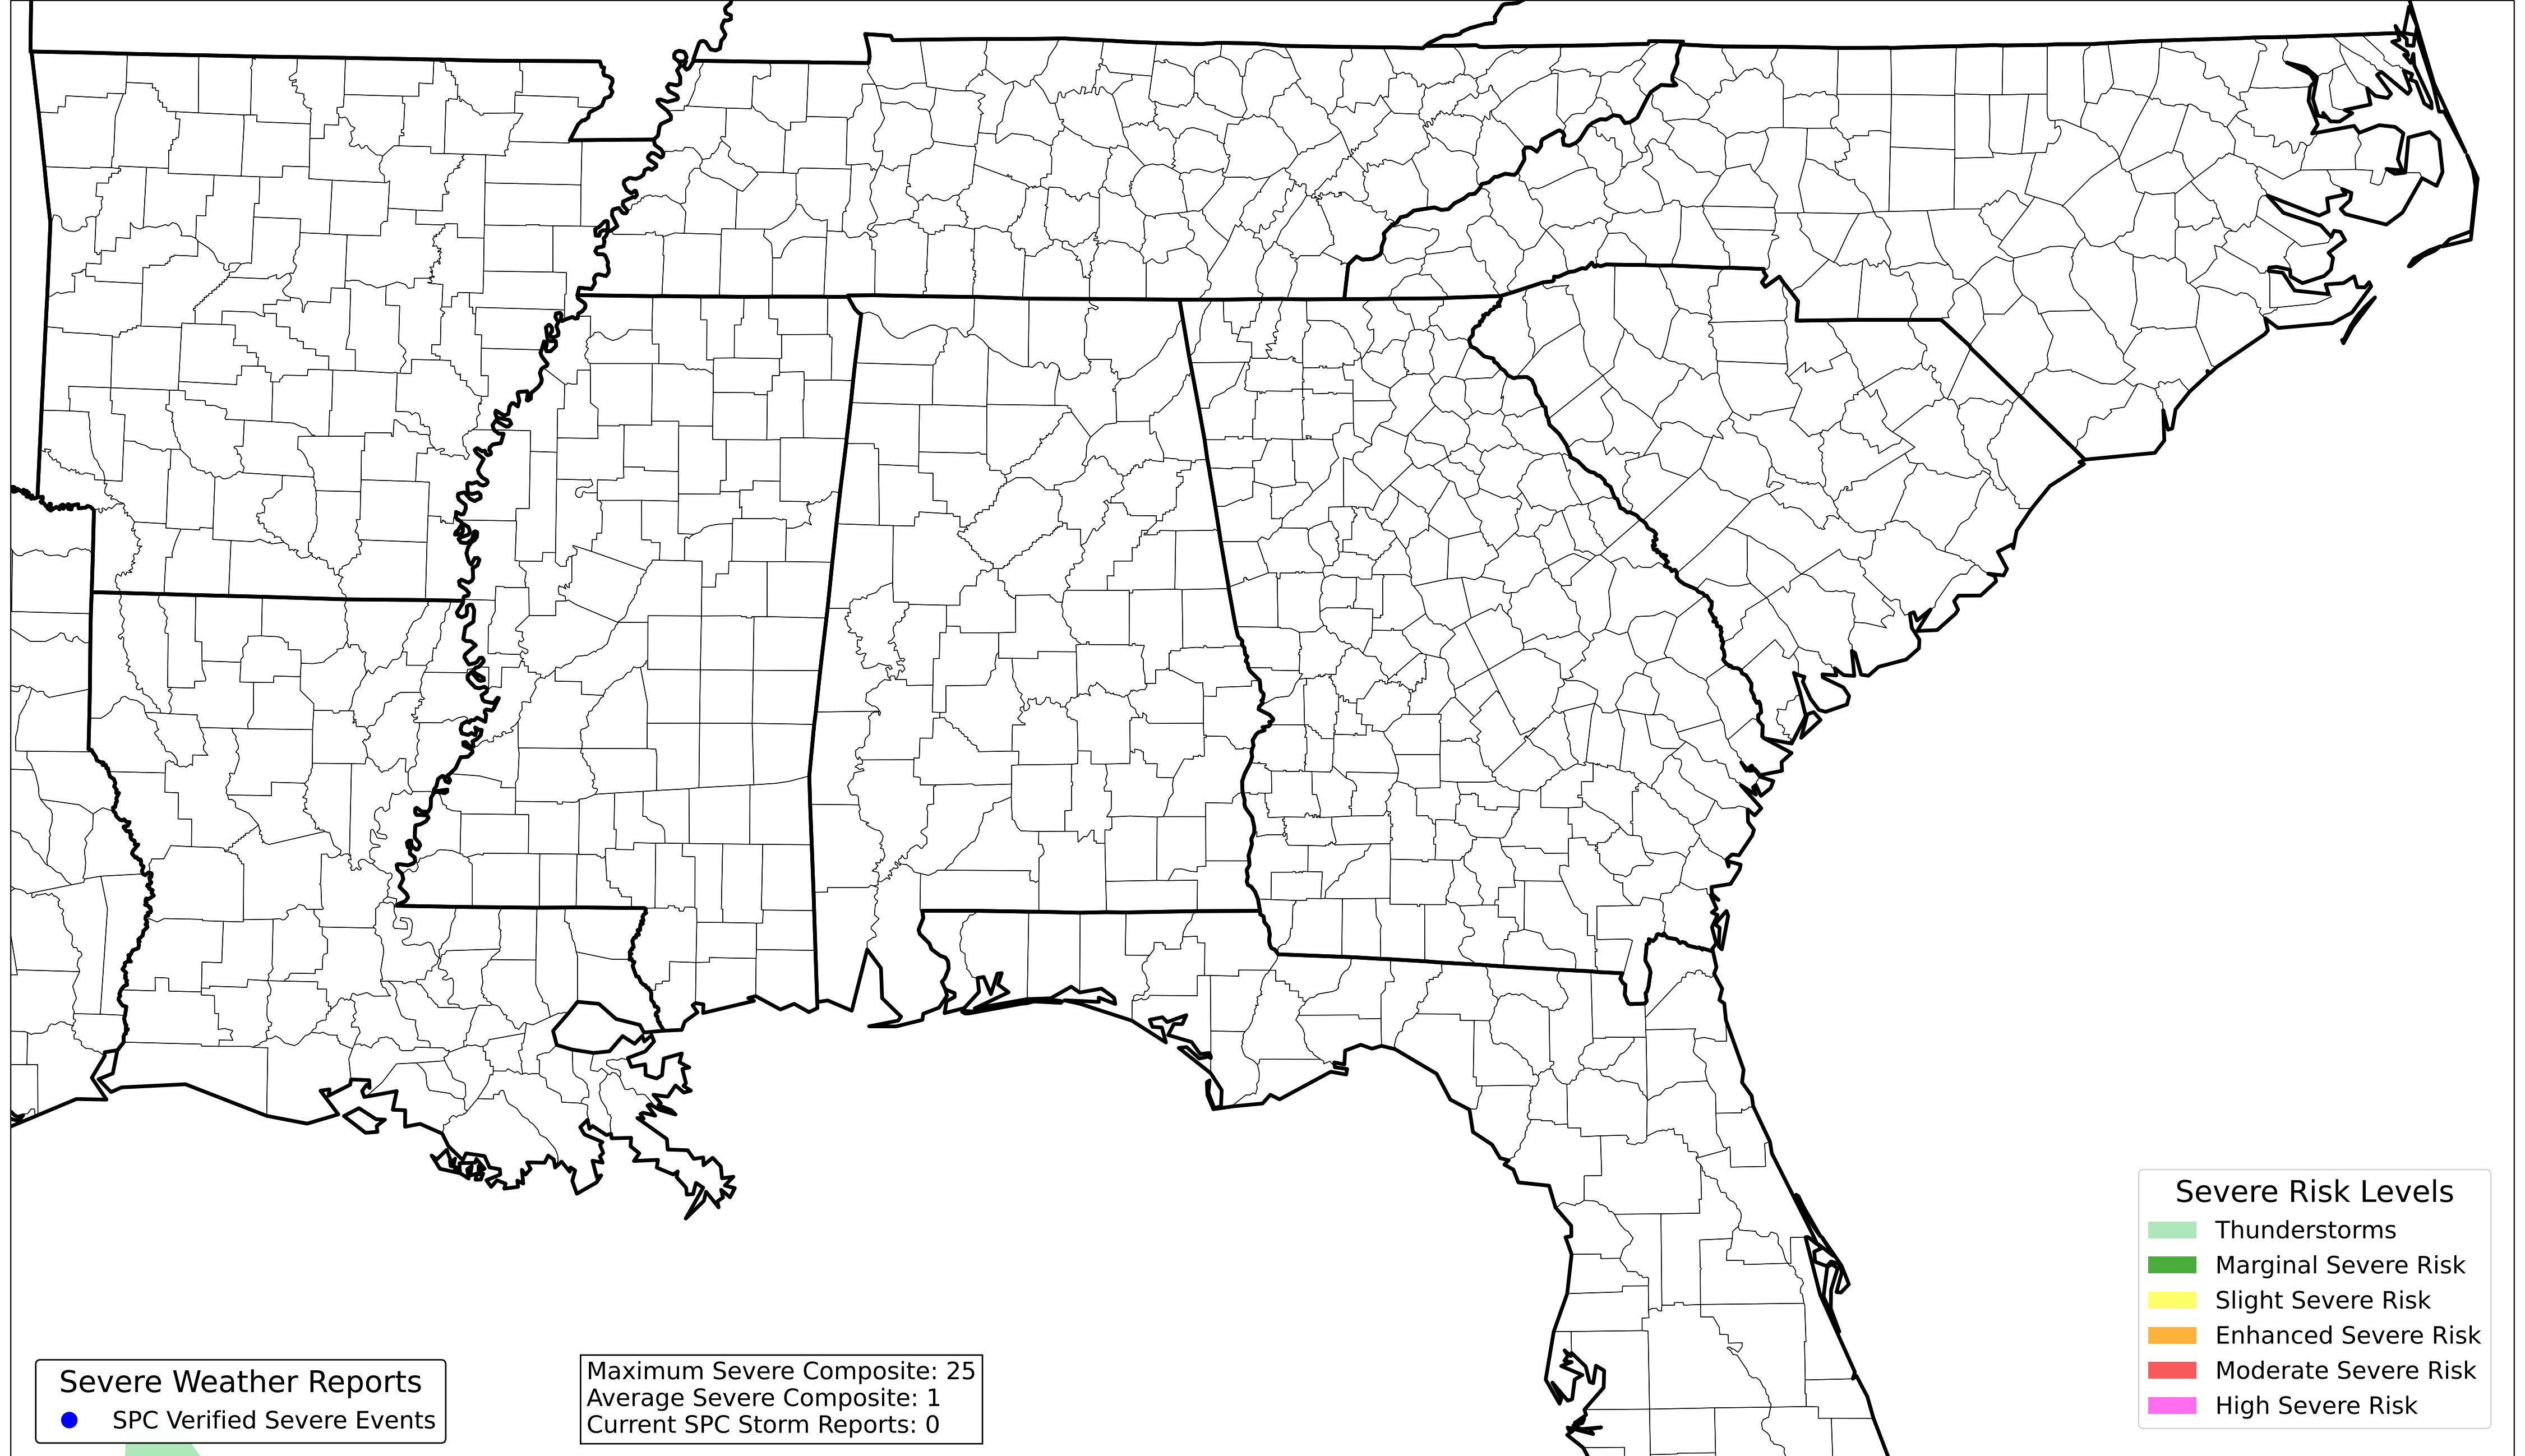 Severe Weather Reports
SPC Verified Severe Events
Maximum Severe Composite: 25
Average Severe Composite: 1
Current SPC Storm Reports: 0
Severe Risk Levels
Thunderstorms
Marginal Severe Risk
Slight Severe Risk
Enhanced Severe Risk
Moderate Severe Risk
High Severe Risk